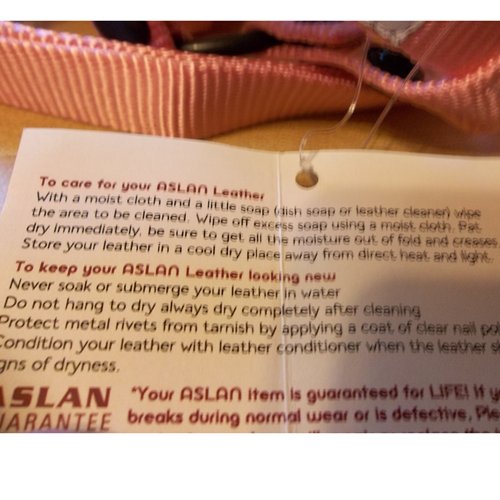 To care for your ASLAN Leather
With a moist cloth and a little soap (dish soap or leather cleaner) wipe
the area to be cleaned. Wipe off excess soap using a moist cloth. Pat
dry immediately, be sure to get all the moisture out of fold and creases.
Store your leather in a cool dry place away from direct heat and light.
To keep your ASLAN Leather looking new
Never soak or submerge your leather in water
Do not hang to dry always dry completely after cleaning
Protect metal rivets from tarnish by applying a coat of clear nail po
Condition your leather with leather conditioner when the leather s
gns of dryness.
ASLAN
UARANTEE
*Your ASLAN item is guaranteed for LIFE! If y
breaks during normal wear or is defective, Ple